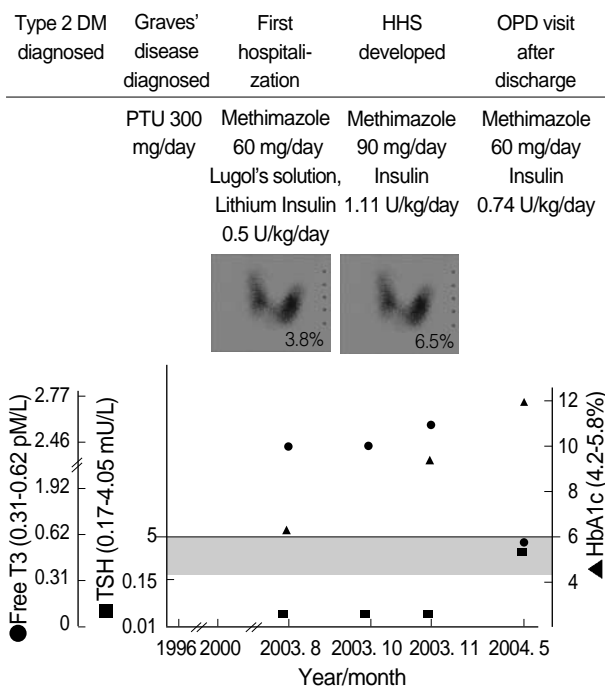 Type 2 DM diagnosed
Graves' disease diagnosed
First hospitali- zation
HHS developed
OPD visit after discharge
PTU 300 mg/day
Methimazole
60 mg/day
Lugol's solution,
Lithium Insulin
0.5 U/kg/day
Methimazole
90 mg/day
Insulin
1.11 U/kg/day
Methimazole
60 mg/day
Insulin
0.74 U/kg/day
3.8%
6.5%
Free T3 (0.31-0.62 pM/L)
2.77
2.46
1.92
0.62
0.31
0
TSH (0.17-4.05 mU/L)
5
0.15
0.01
12
10
8
6
4
HbA1c (4.2-5.8%)
1996 2000 2003. 8 2003. 10 2003. 11 2004. 5
Year/month